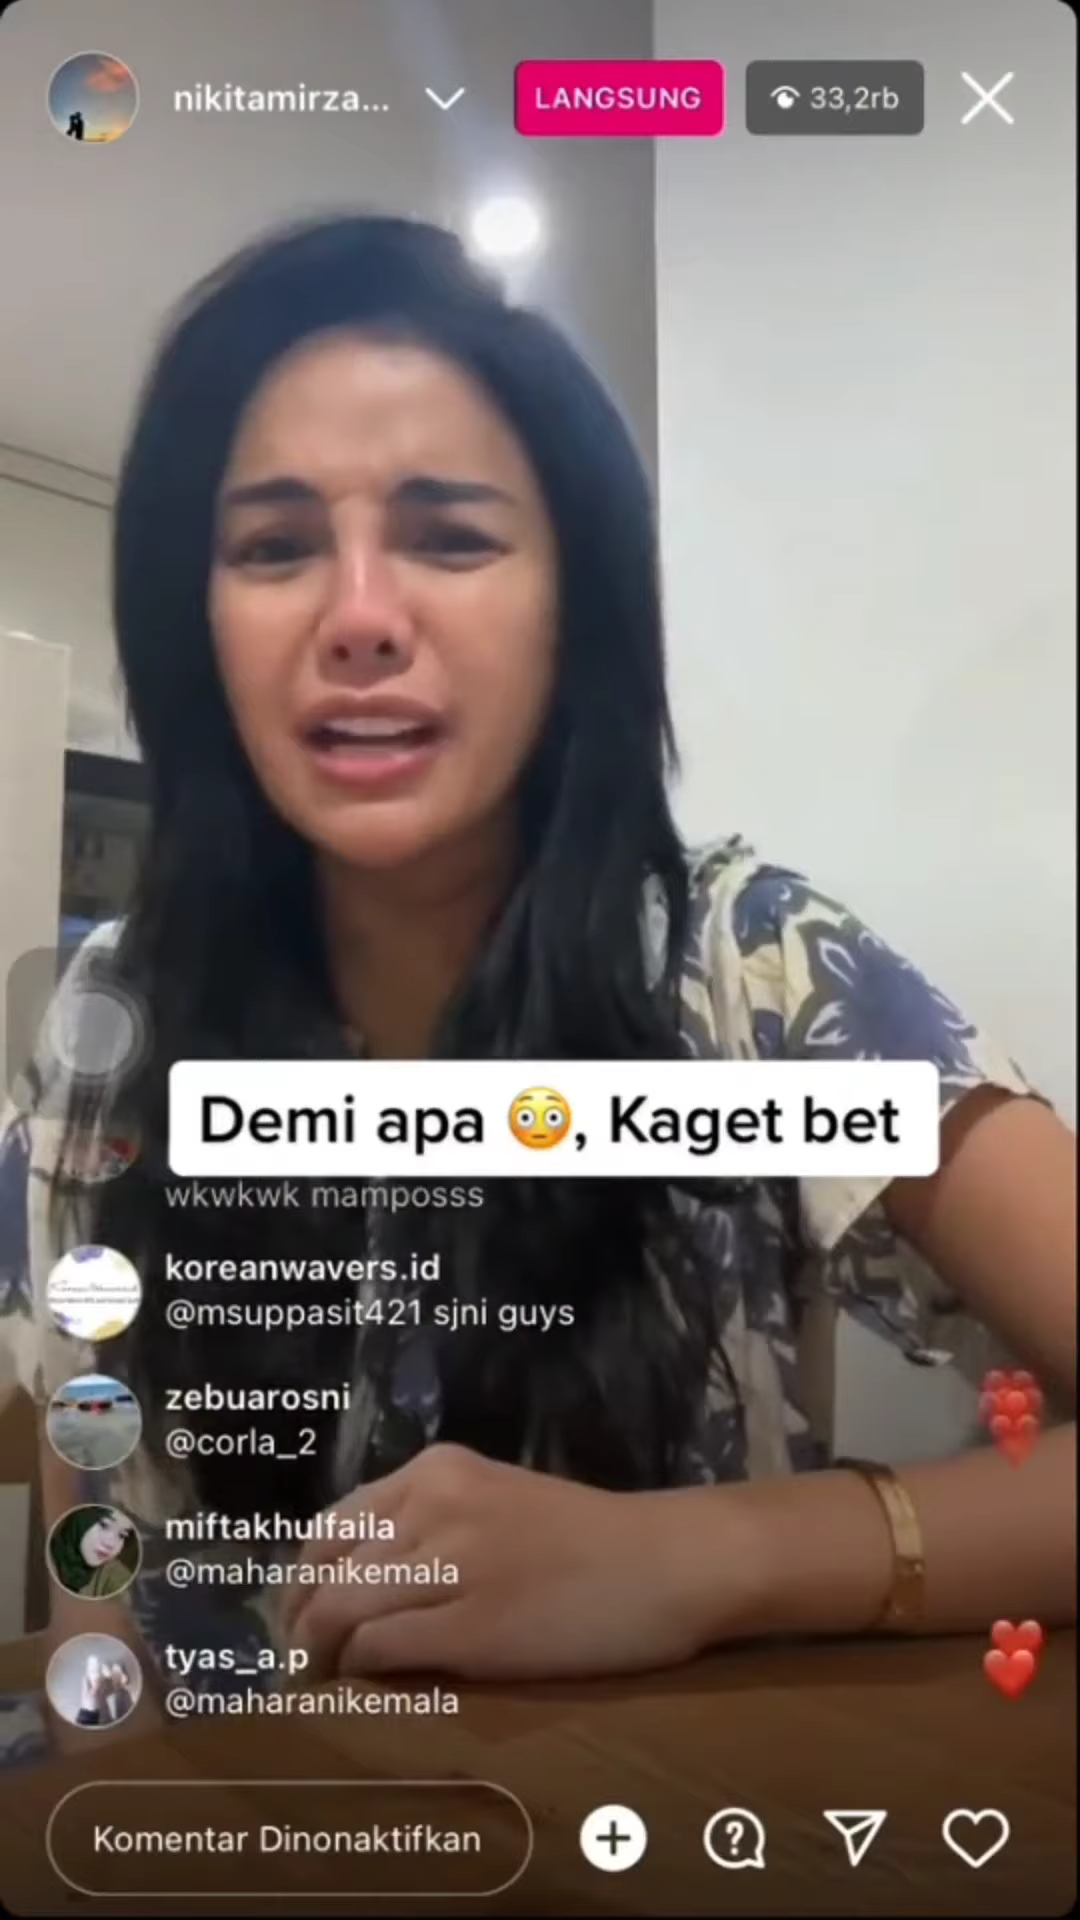 nikitamirza...
LANGSUNG
33,2rb
Demi apa 😳, Kaget bet
wkwkwk mamposss
koreanwavers.id
@msuppasit421 sjni guys
zebuarosni
@corla_2
miftakhulfaila
@maharanikemala
tyas_a.p
@maharanikemala
Komentar Dinonaktifkan